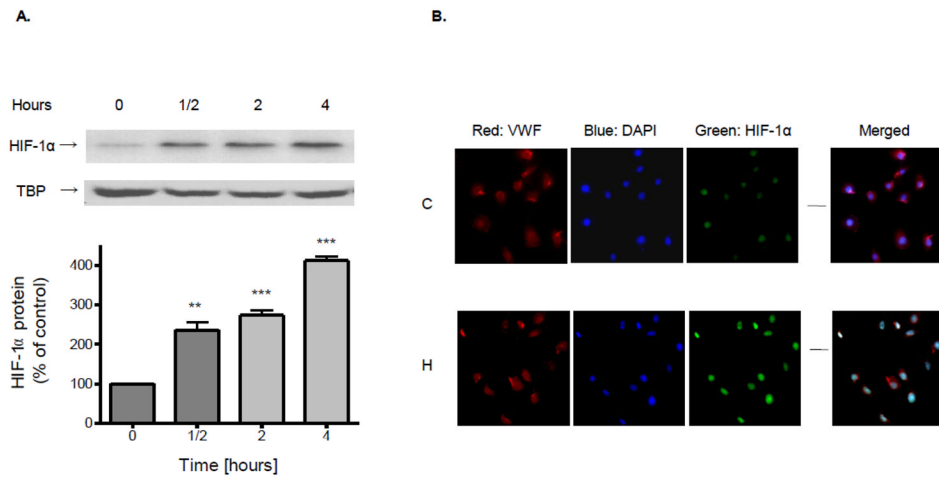 A.
Hours 0 1/2 2 4
HIF-1α →
TBP →
*** 
** ***
400
300
200
100
0
HIF-1α protein
(% of control)
0 1/2 2 4
Time [hours]
B.
Red: VWF Blue: DAPI Green: HIF-1α Merged
C
H